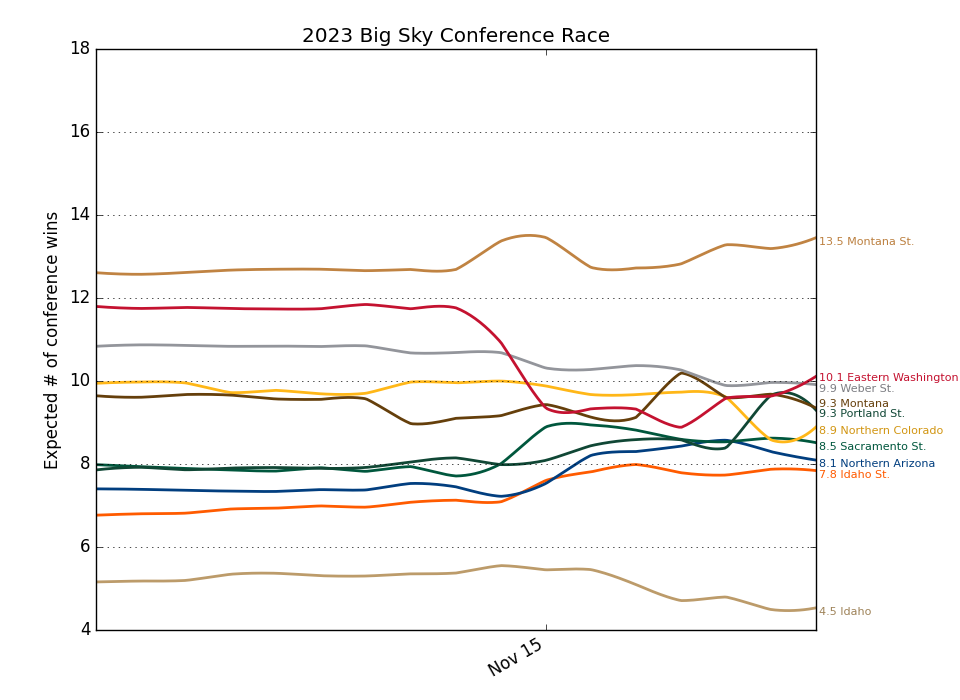 2023 Big Sky Conference Race
Expected # of conference wins
18
16
14
12
10
8
6
4
Nov 15
13.5 Montana St.
10.1 Eastern Washington
9.9 Weber St.
9.3 Montana
9.3 Portland St.
8.9 Northern Colorado
8.5 Sacramento St.
8.1 Northern Arizona
7.8 Idaho St.
4.5 Idaho